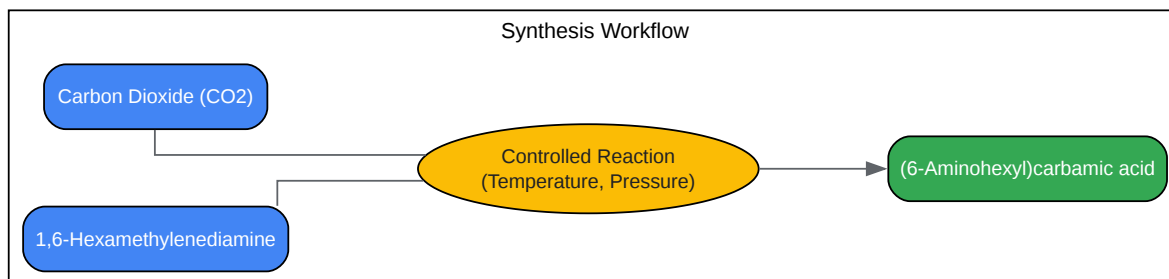 Synthesis Workflow
Carbon Dioxide (CO2)
1,6-Hexamethylenediamine
Controlled Reaction
(Temperature, Pressure)
(6-Aminohexyl)carbamic acid